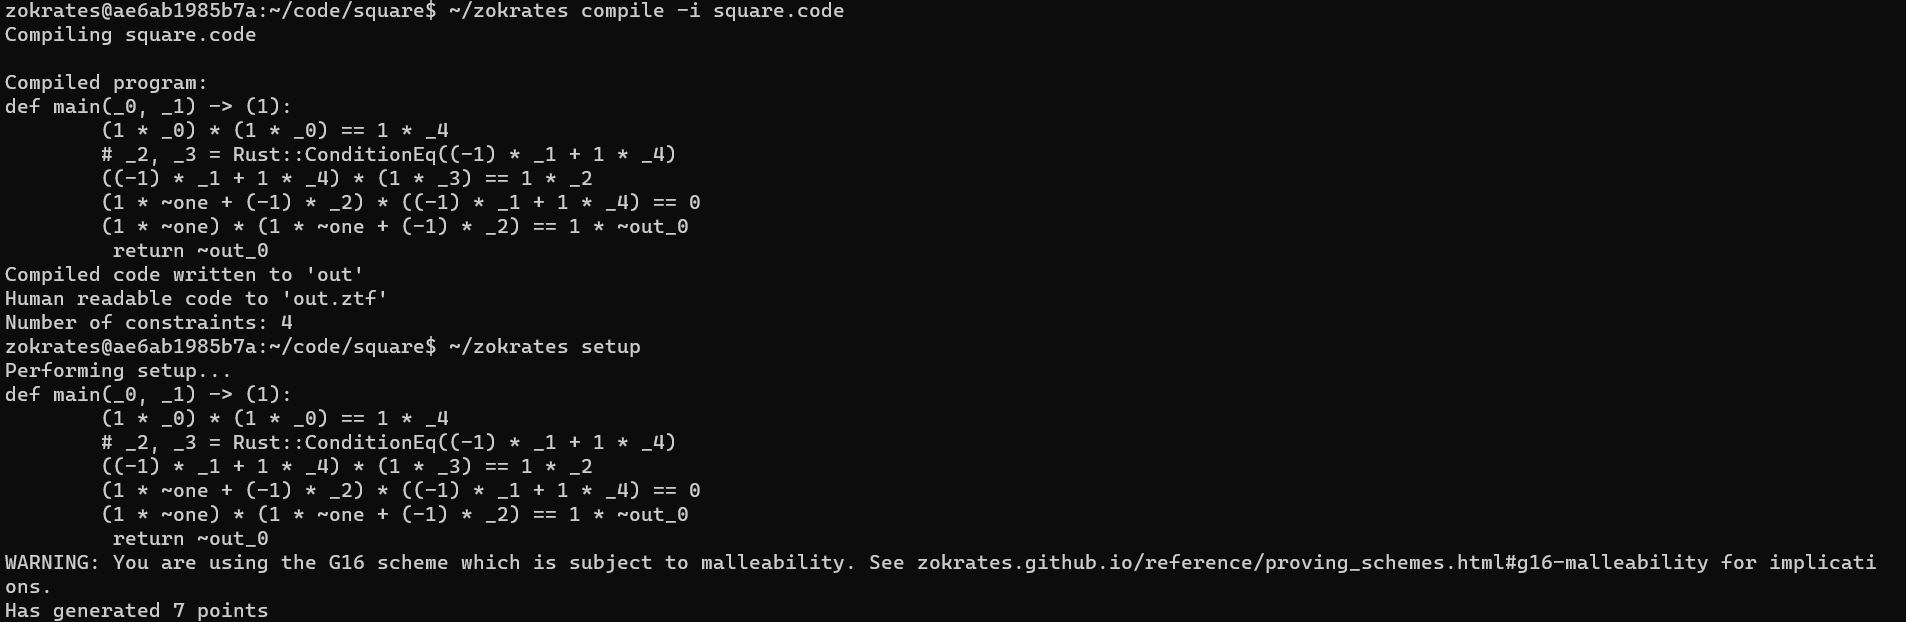 zokrates@ae6ab1985b7a:~/code/square$ ~/zokrates compile -i square.code
Compiling square.code

Compiled program:
def main(_0, _1) -> (1):
        (1 * _0) * (1 * _0) == 1 * _4
        # _2, _3 = Rust::ConditionEq((-1) * _1 + 1 * _4)
        ((-1) * _1 + 1 * _4) * (1 * _3) == 1 * _2
        (1 * ~one + (-1) * _2) * ((-1) * _1 + 1 * _4) == 0
        (1 * ~one) * (1 * ~one + (-1) * _2) == 1 * ~out_0
         return ~out_0
Compiled code written to 'out'
Human readable code to 'out.ztf'
Number of constraints: 4
zokrates@ae6ab1985b7a:~/code/square$ ~/zokrates setup
Performing setup...
def main(_0, _1) -> (1):
        (1 * _0) * (1 * _0) == 1 * _4
        # _2, _3 = Rust::ConditionEq((-1) * _1 + 1 * _4)
        ((-1) * _1 + 1 * _4) * (1 * _3) == 1 * _2
        (1 * ~one + (-1) * _2) * ((-1) * _1 + 1 * _4) == 0
        (1 * ~one) * (1 * ~one + (-1) * _2) == 1 * ~out_0
         return ~out_0
WARNING: You are using the G16 scheme which is subject to malleability. See zokrates.github.io/reference/proving_schemes.html#g16-malleability for implicati
ons.
Has generated 7 points